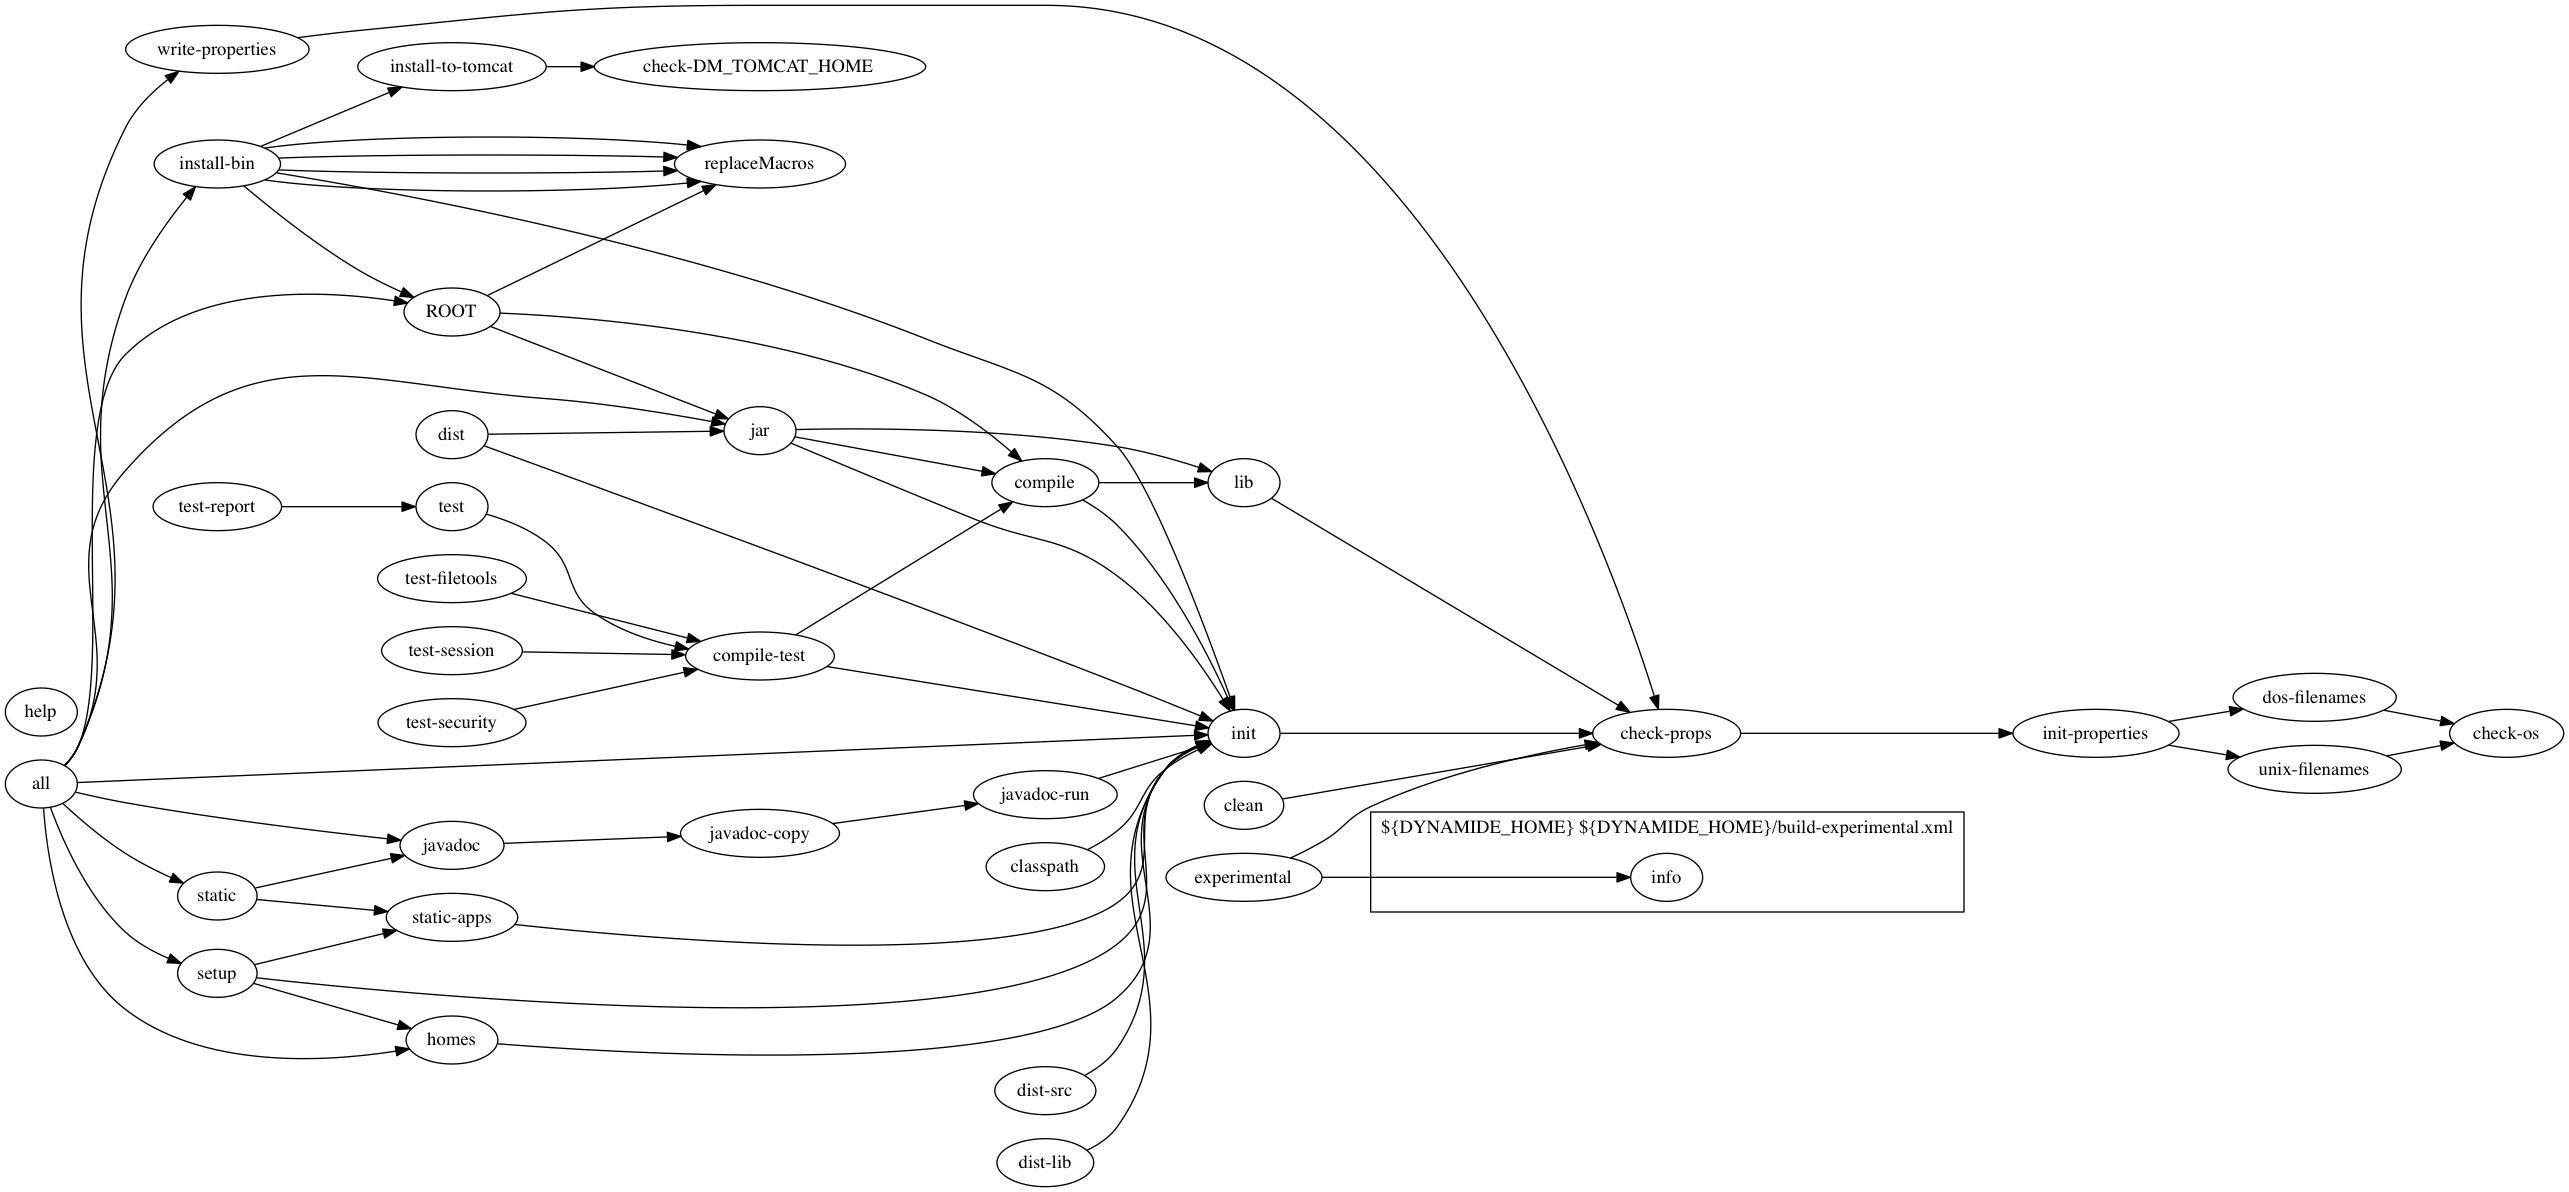 write-properties
install-to-tomcat
check-DM_TOMCAT_HOME
install-bin
replaceMacros
ROOT
dist
jar
test-report
test
compile
lib
test-filetools
test-session
compile-test
test-security
help
all
init
check-props
init-properties
dos-filenames
unix-filenames
check-os
javadoc
javadoc-copy
javadoc-run
clean
classpath
static
static-apps
experimental
${DYNAMIDE_HOME} ${DYNAMIDE_HOME}/build-experimental.xml
info
setup
homes
dist-src
dist-lib